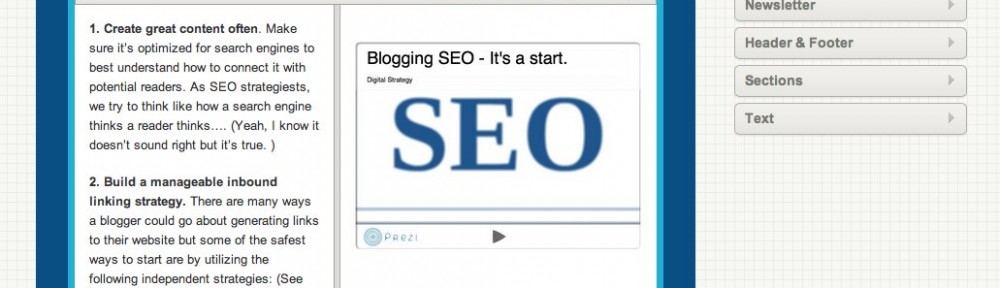 1. Create great content often. Make
sure it's optimized for search engines to
best understand how to connect it with
potential readers. As SEO strategiests,
we try to think like how a search engine
thinks a reader thinks.... (Yeah, I know it
doesn't sound right but it's true. )
2. Build a manageable inbound
linking strategy. There are many ways
a blogger could go about generating links
to their website but some of the safest
ways to start are by utilizing the
following independent strategies: (See
Blogging SEO - It's a start.
Digital Strategy
SEO
Prezi
Newsletter
Header & Footer
Sections
Text